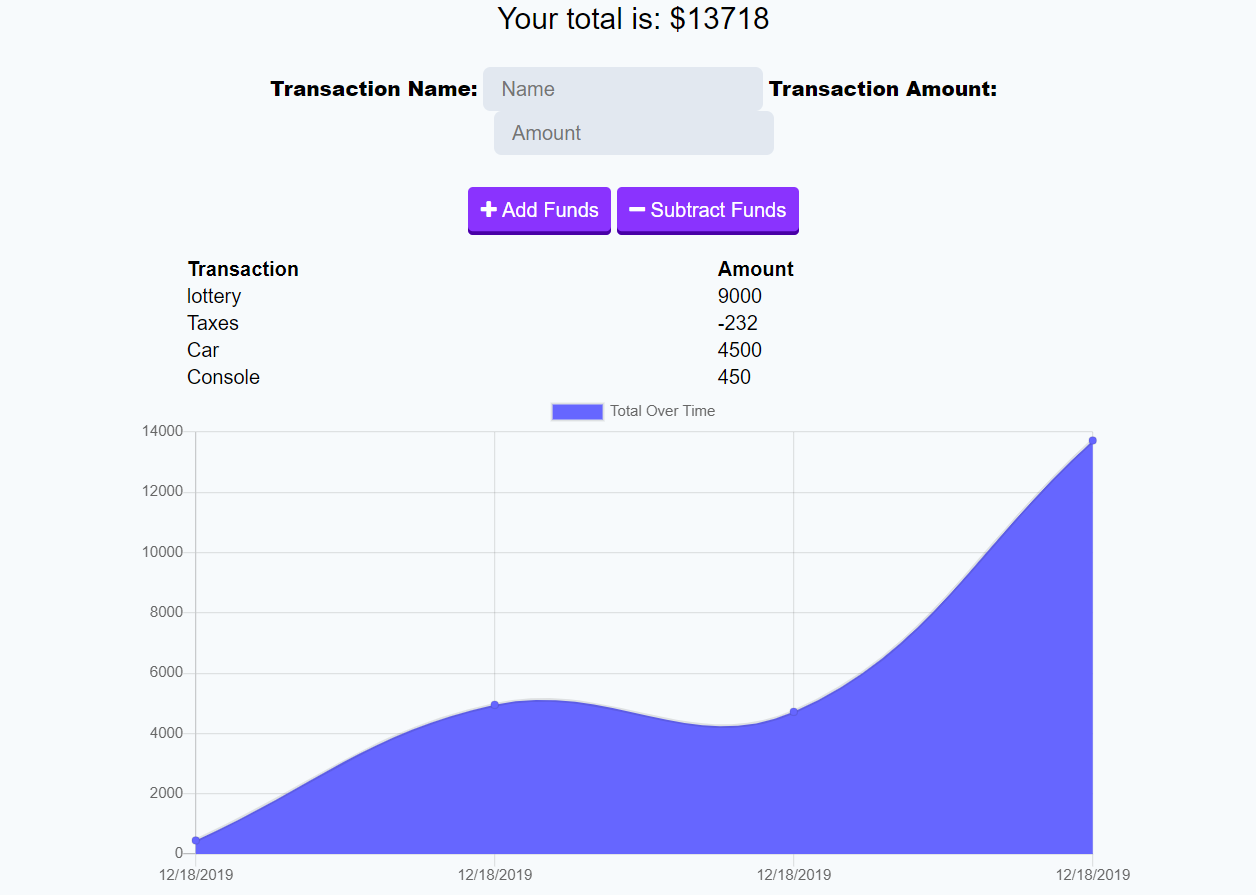 Your total is: $13718
Transaction Name: Name Transaction Amount:
Amount
Add Funds Subtract Funds
Transaction Amount
lottery 9000
Taxes -232
Car 4500
Console 450
Total Over Time
14000
12000
10000
8000
6000
4000
2000
0
12/18/2019 12/18/2019 12/18/2019 12/18/2019